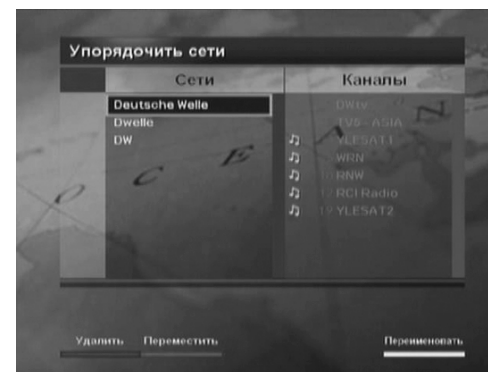 Упорядочить сети
Сети
Каналы
Deutsche Welle
Dwelle
DW
DWtv
TV5 - ASIA
YLESAT1
WRN
RNW
RCI Radio
19 YLESAT2
Удалить Переместить Переименовать